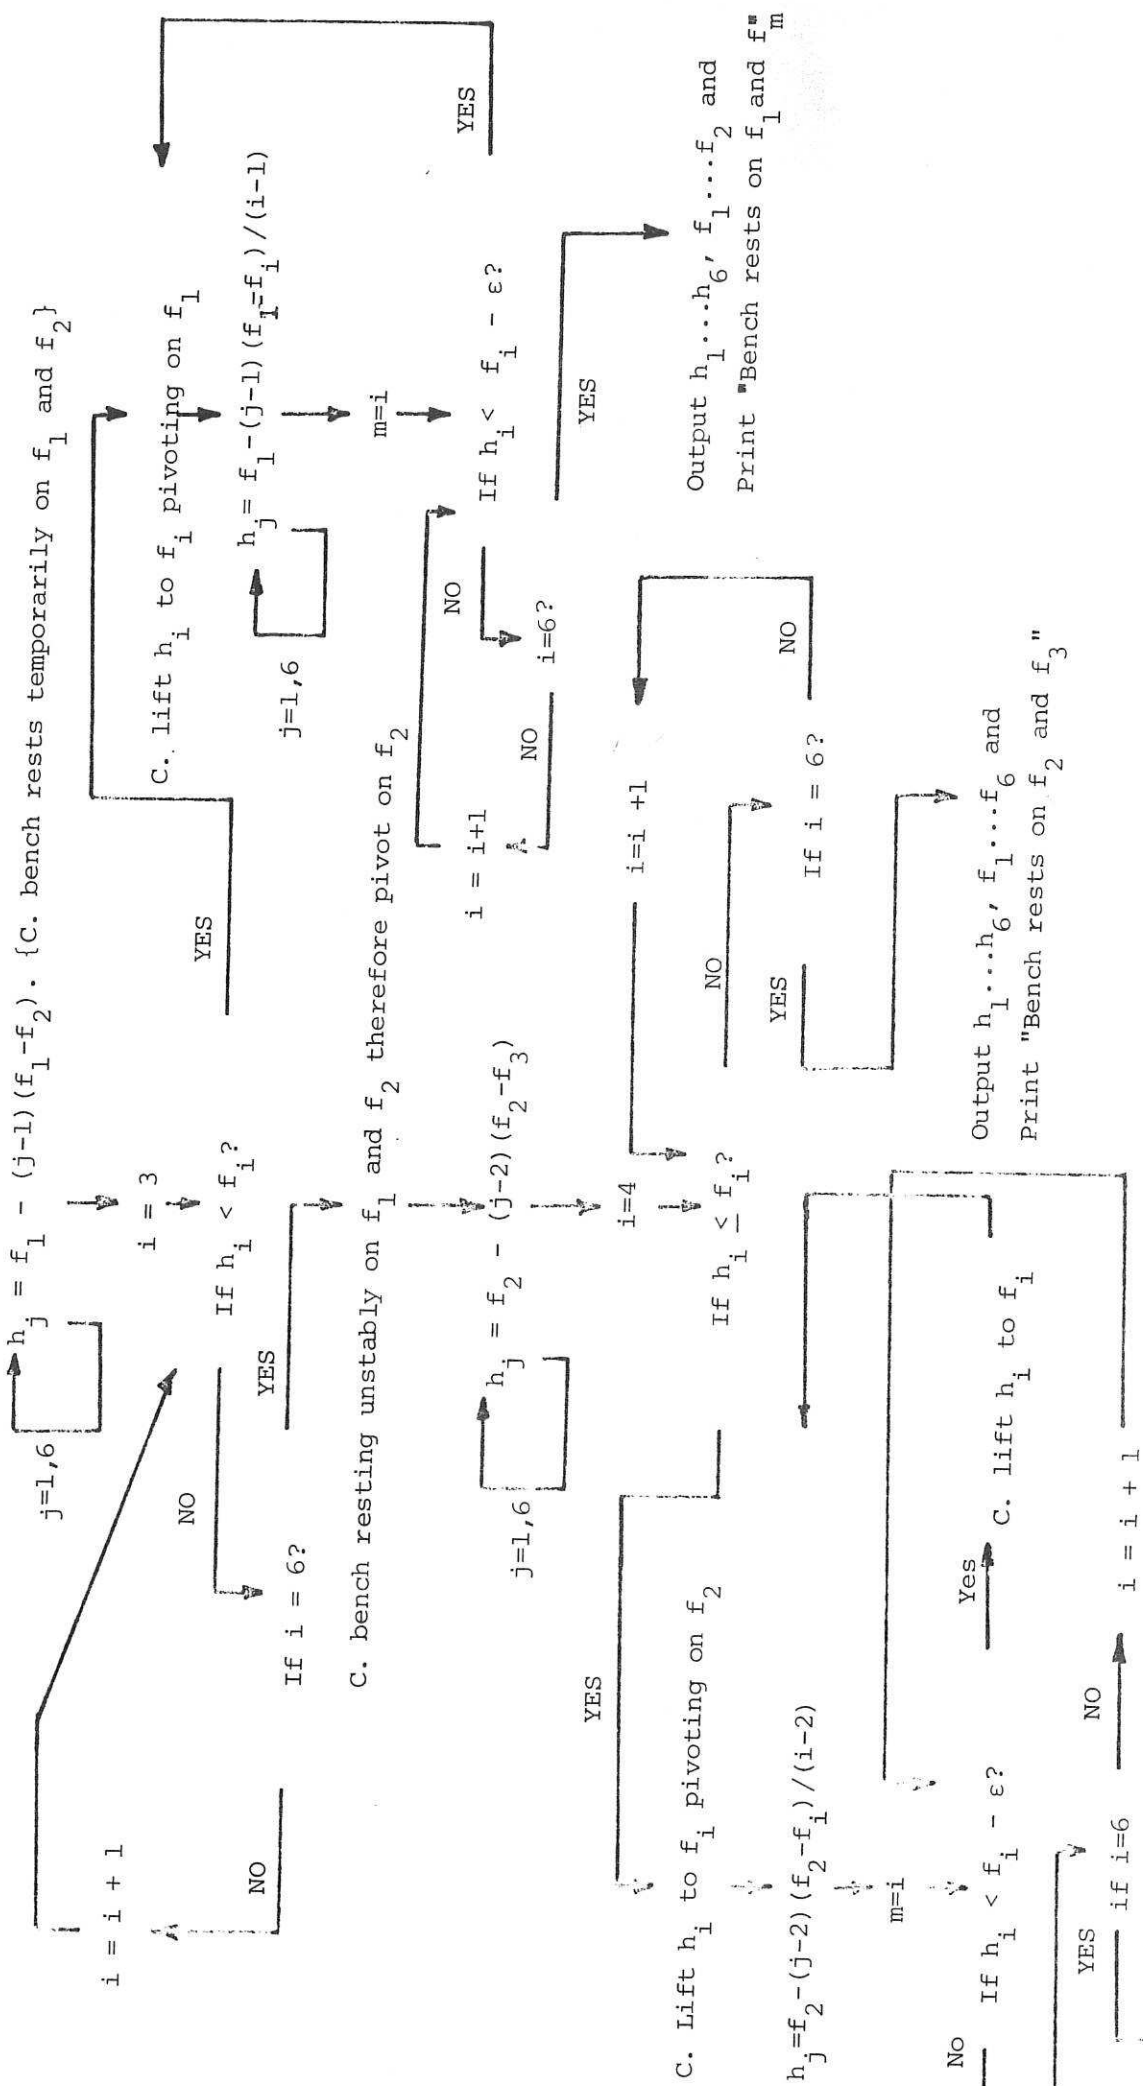 j=1,6
h_j = f_1 - (j-1)(f_1-f_2). {C. bench rests temporarily on f_1 and f_2}
i = i + 1
i = 3
NO
NO
If h_i < f_i?
YES
If i = 6?
YES
C. lift h_i to f_i pivoting on f_1
j=1,6
h_j = f_1-(j-1)(f_1-f_i)/(i-1)
m=i
YES
If h_i < f_i - ε?
NO
i=6?
NO
i = i+1
YES
Output h_1...h_6, f_1...f_2 and
Print "Bench rests on f_1 and f_m"
C. bench resting unstably on f_1 and f_2 therefore pivot on f_2
j=1,6
h_j = f_2 - (j-2)(f_2-f_3)
i=4
i=i +1
If h_i ≤ f_i?
YES
NO
If i = 6?
NO
YES
Output h_1...h_6, f_1...f_6 and
Print "Bench rests on f_2 and f_3"
C. Lift h_i to f_i pivoting on f_2
h_j=f_2-(j-2)(f_2-f_i)/(i-2)
m=i
No
If h_i < f_i - ε?
Yes
C. lift h_i to f_i
YES
if i=6
NO
i = i + 1